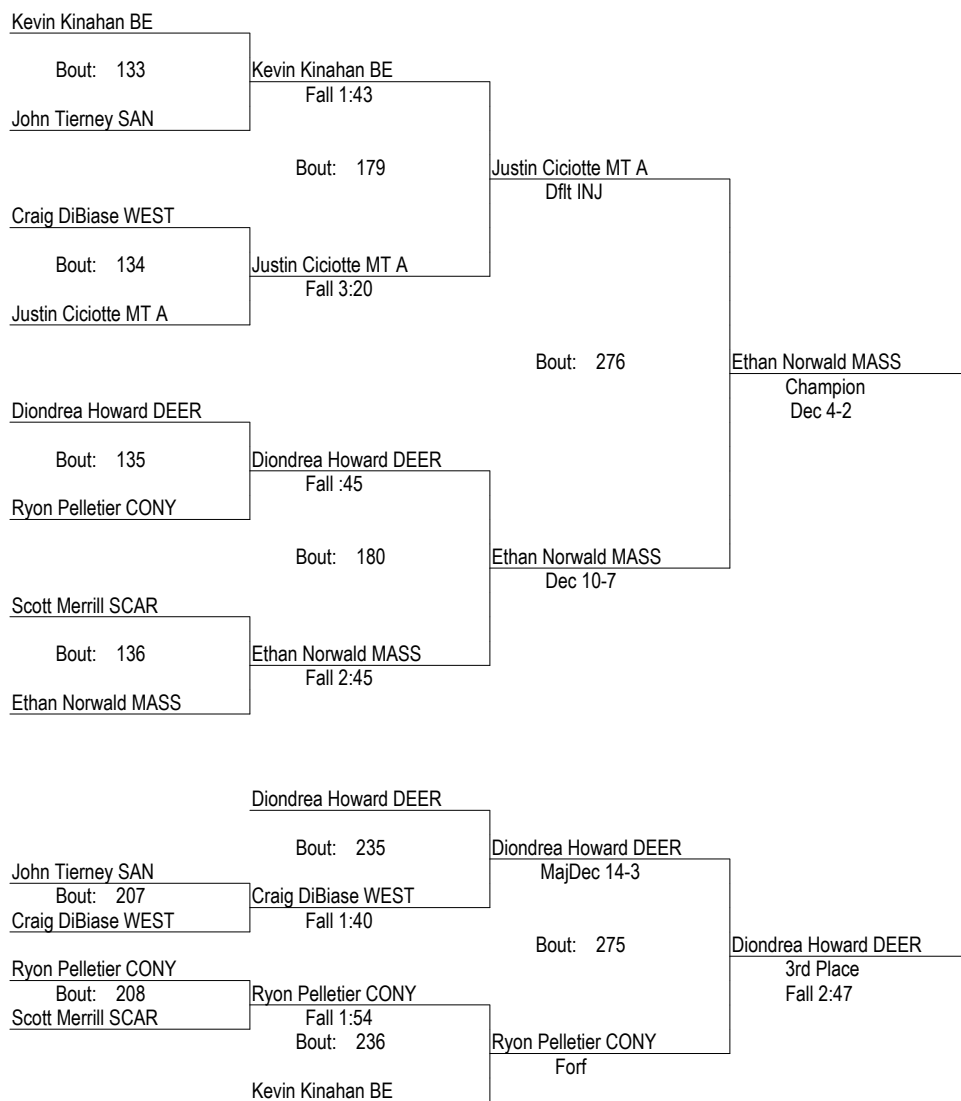 Kevin Kinahan BE
Bout: 133
Kevin Kinahan BE
Fall 1:43
John Tierney SAN
Bout: 179
Justin Ciciotte MT A
Dflt INJ
Craig DiBiase WEST
Bout: 134
Justin Ciciotte MT A
Fall 3:20
Justin Ciciotte MT A
Bout: 276
Ethan Norwald MASS
Champion
Dec 4-2
Diondrea Howard DEER
Bout: 135
Diondrea Howard DEER
Fall :45
Ryon Pelletier CONY
Bout: 180
Ethan Norwald MASS
Dec 10-7
Scott Merrill SCAR
Bout: 136
Ethan Norwald MASS
Fall 2:45
Ethan Norwald MASS
Diondrea Howard DEER
Bout: 235
Diondrea Howard DEER
MajDec 14-3
John Tierney SAN
Bout: 207
Craig DiBiase WEST
Fall 1:40
Craig DiBiase WEST
Bout: 275
Diondrea Howard DEER
3rd Place
Fall 2:47
Ryon Pelletier CONY
Bout: 208
Ryon Pelletier CONY
Fall 1:54
Scott Merrill SCAR
Bout: 236
Ryon Pelletier CONY
Forf
Kevin Kinahan BE